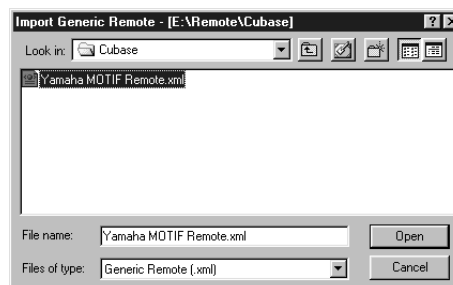 Import Generic Remote - [E:\Remote\Cubase]
Look in: Cubase
Yamaha MOTIF Remote.xml
File name: Yamaha MOTIF Remote.xml Open
Files of type: Generic Remote (.xml) Cancel